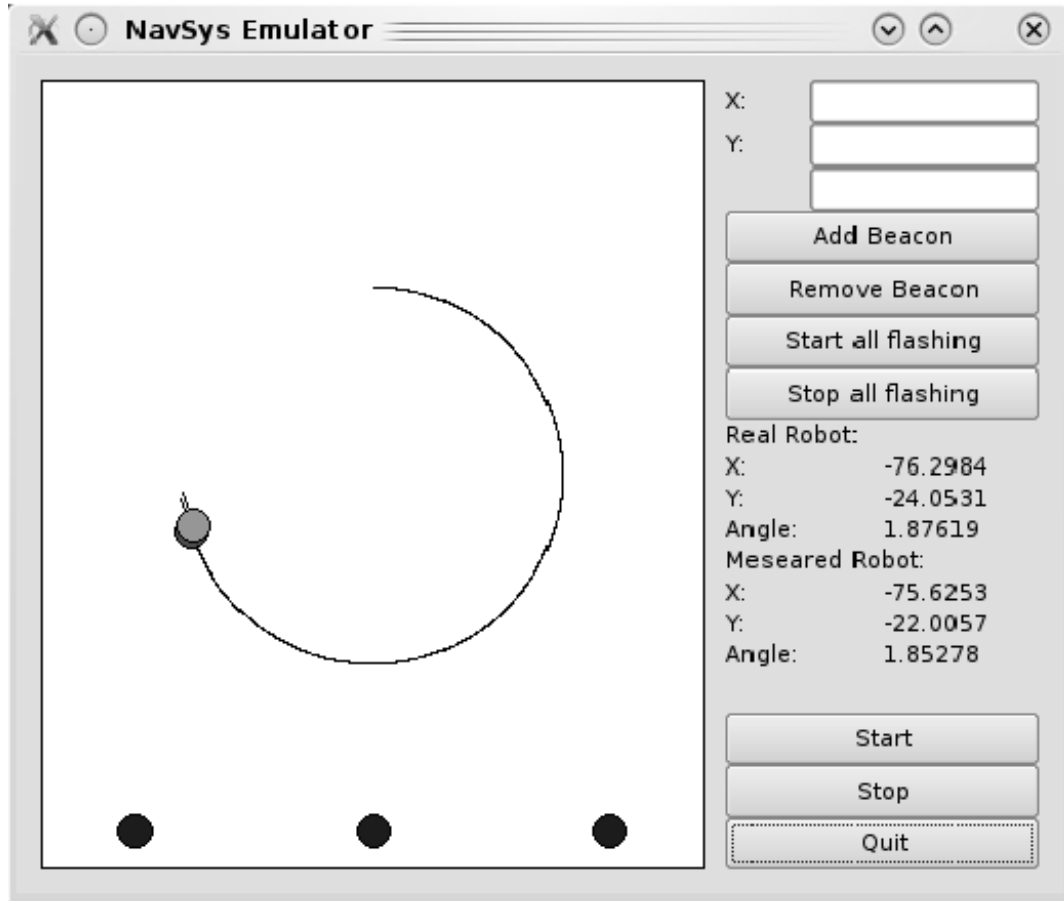 NavSys Emulator
X:
Y:
Add Beacon
Remove Beacon
Start all flashing
Stop all flashing
Real Robot:
X: -76.2984
Y: -24.0531
Angle: 1.87619
Meseared Robot:
X: -75.6253
Y: -22.0057
Angle: 1.85278
Start
Stop
Quit